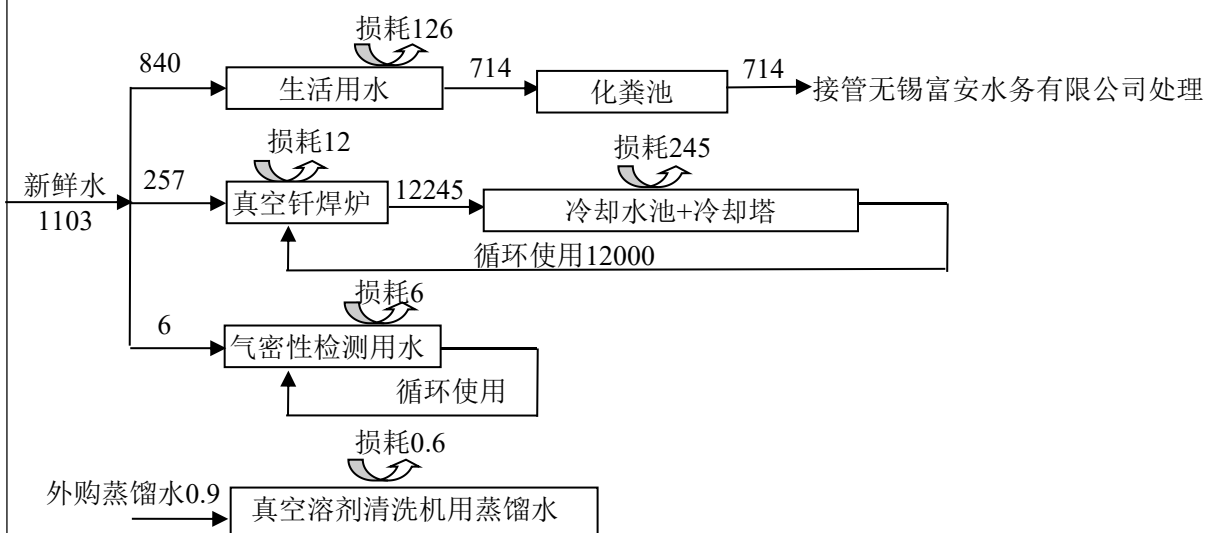 损耗126
840
生活用水
714
化粪池
714
接管无锡富安水务有限公司处理
损耗12
损耗245
新鲜水
1103
257
真空钎焊炉
12245
冷却水池+冷却塔
循环使用12000
损耗6
6
气密性检测用水
循环使用
损耗0.6
外购蒸馏水0.9
真空溶剂清洗机用蒸馏水